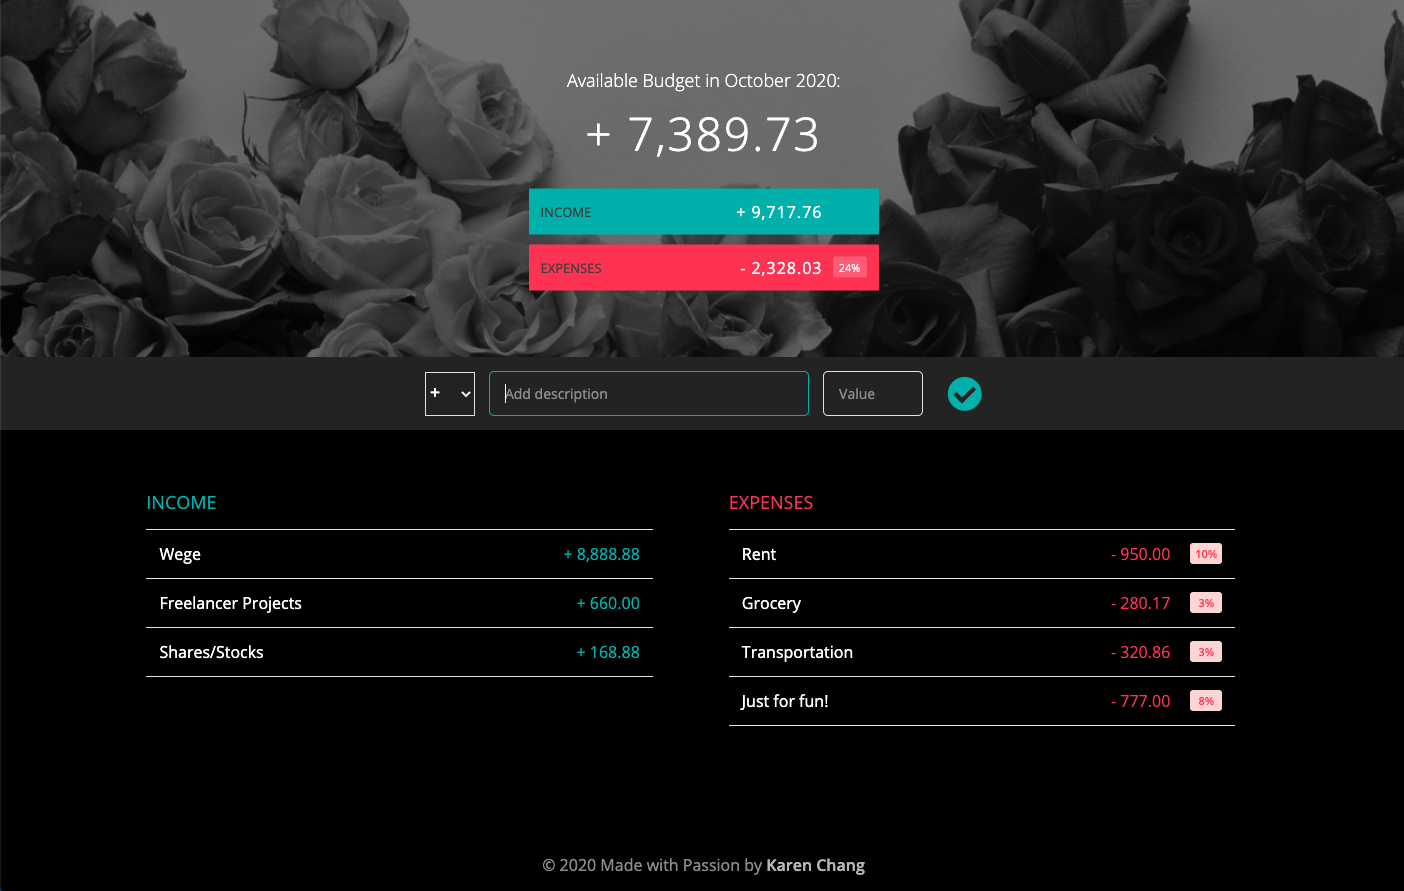 Available Budget in October 2020:
+ 7,389.73
INCOME + 9,717.76
EXPENSES - 2,328.03 24%
+ Add description Value
INCOME
Wege + 8,888.88
Freelancer Projects + 660.00
Shares/Stocks + 168.88
EXPENSES
Rent - 950.00 10%
Grocery - 280.17 3%
Transportation - 320.86 3%
Just for fun! - 777.00 8%
© 2020 Made with Passion by Karen Chang